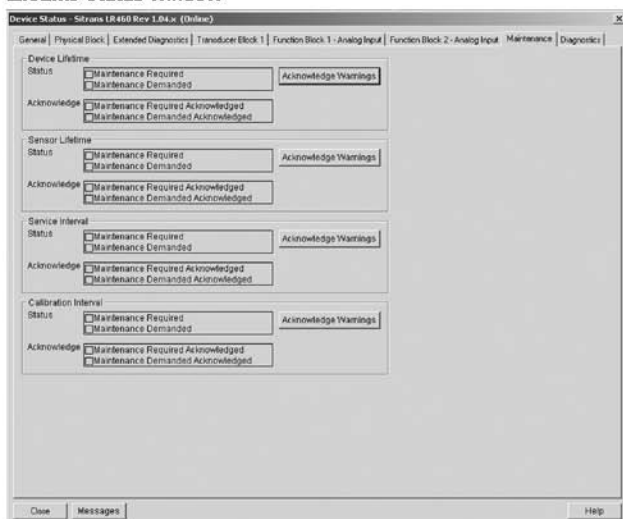 Device Status - Sitrans LR460 Rev 1.04.x (Online)
General Physical Block Extended Diagnostics Transducer Block 1 Function Block 1 - Analog Input Function Block 2 - Analog Input Maintenance Diagnostics
Device Lifetime
Status Maintenance Required Acknowledge Warnings
Maintenance Demanded
Acknowledge Maintenance Required Acknowledged
Maintenance Demanded Acknowledged
Sensor Lifetime
Status Maintenance Required Acknowledge Warnings
Maintenance Demanded
Acknowledge Maintenance Required Acknowledged
Maintenance Demanded Acknowledged
Service Interval
Status Maintenance Required Acknowledge Warnings
Maintenance Demanded
Acknowledge Maintenance Required Acknowledged
Maintenance Demanded Acknowledged
Calibration Interval
Status Maintenance Required Acknowledge Warnings
Maintenance Demanded
Acknowledge Maintenance Required Acknowledged
Maintenance Demanded Acknowledged
Close Messages Help